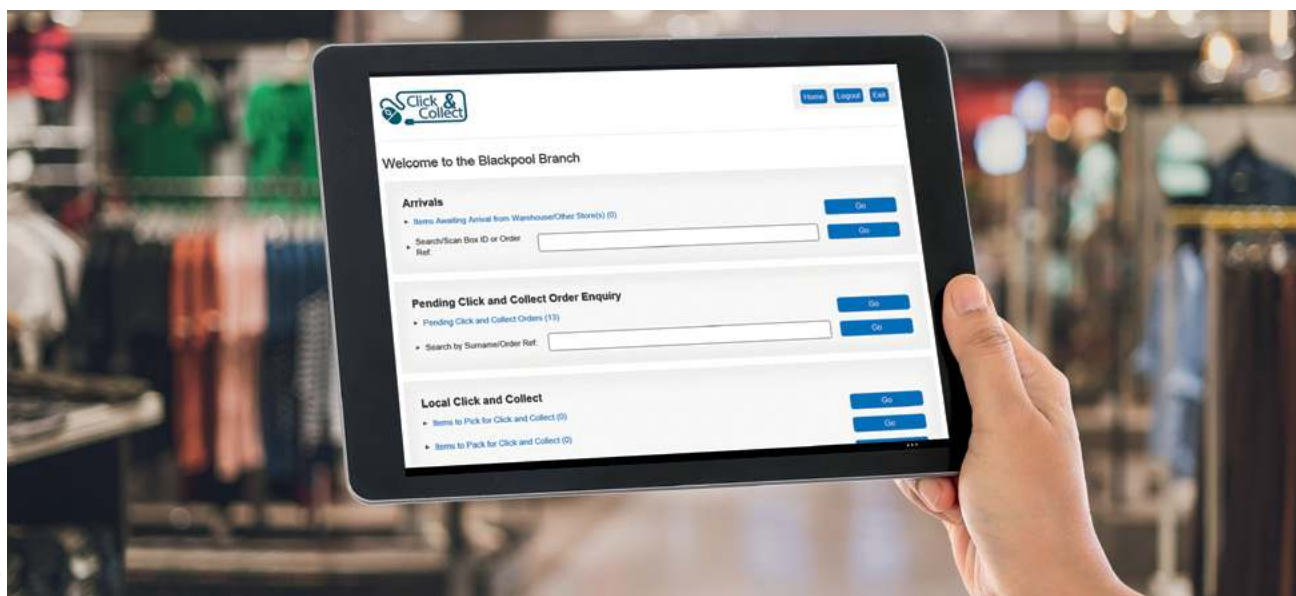 Click &
Collect
Home Logout Exit
Welcome to the Blackpool Branch
Arrivals
Items Awaiting Arrival from Warehouse/Other Store(s) (0) Go
Search/Scan Box ID or Order Go
Ref:
Pending Click and Collect Order Enquiry
Pending Click and Collect Orders (13) Go
Search by Surname/Order Ref: Go
Local Click and Collect
Items to Pick for Click and Collect (0) Go
Items to Pack for Click and Collect (0) Go